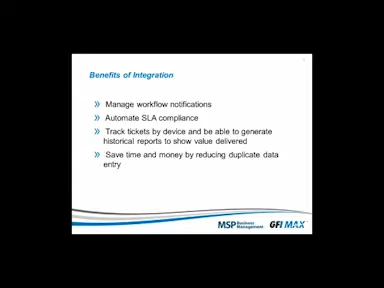 Benefits of Integration
» Manage workflow notifications
» Automate SLA compliance
» Track tickets by device and be able to generate
historical reports to show value delivered
» Save time and money by reducing duplicate data
entry
MSP Business Management
GFI MAX